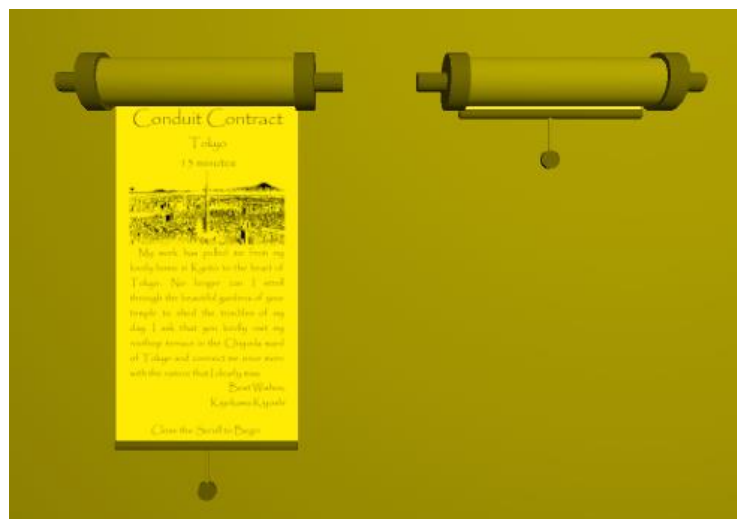 Conduit Contract
Tokyo
15 minutes
My work has pulled me from my
lovely home in Kyoto to the heart of
Tokyo. No longer can I stroll
through the beautiful gardens of your
temple to shed the troubles of my
day. I ask that you kindly visit my
rooftop terrace in the Chiyoda ward
of Tokyo and connect me once more
with the nature that I dearly miss.
Best Wishes,
Close the Scroll to Begin